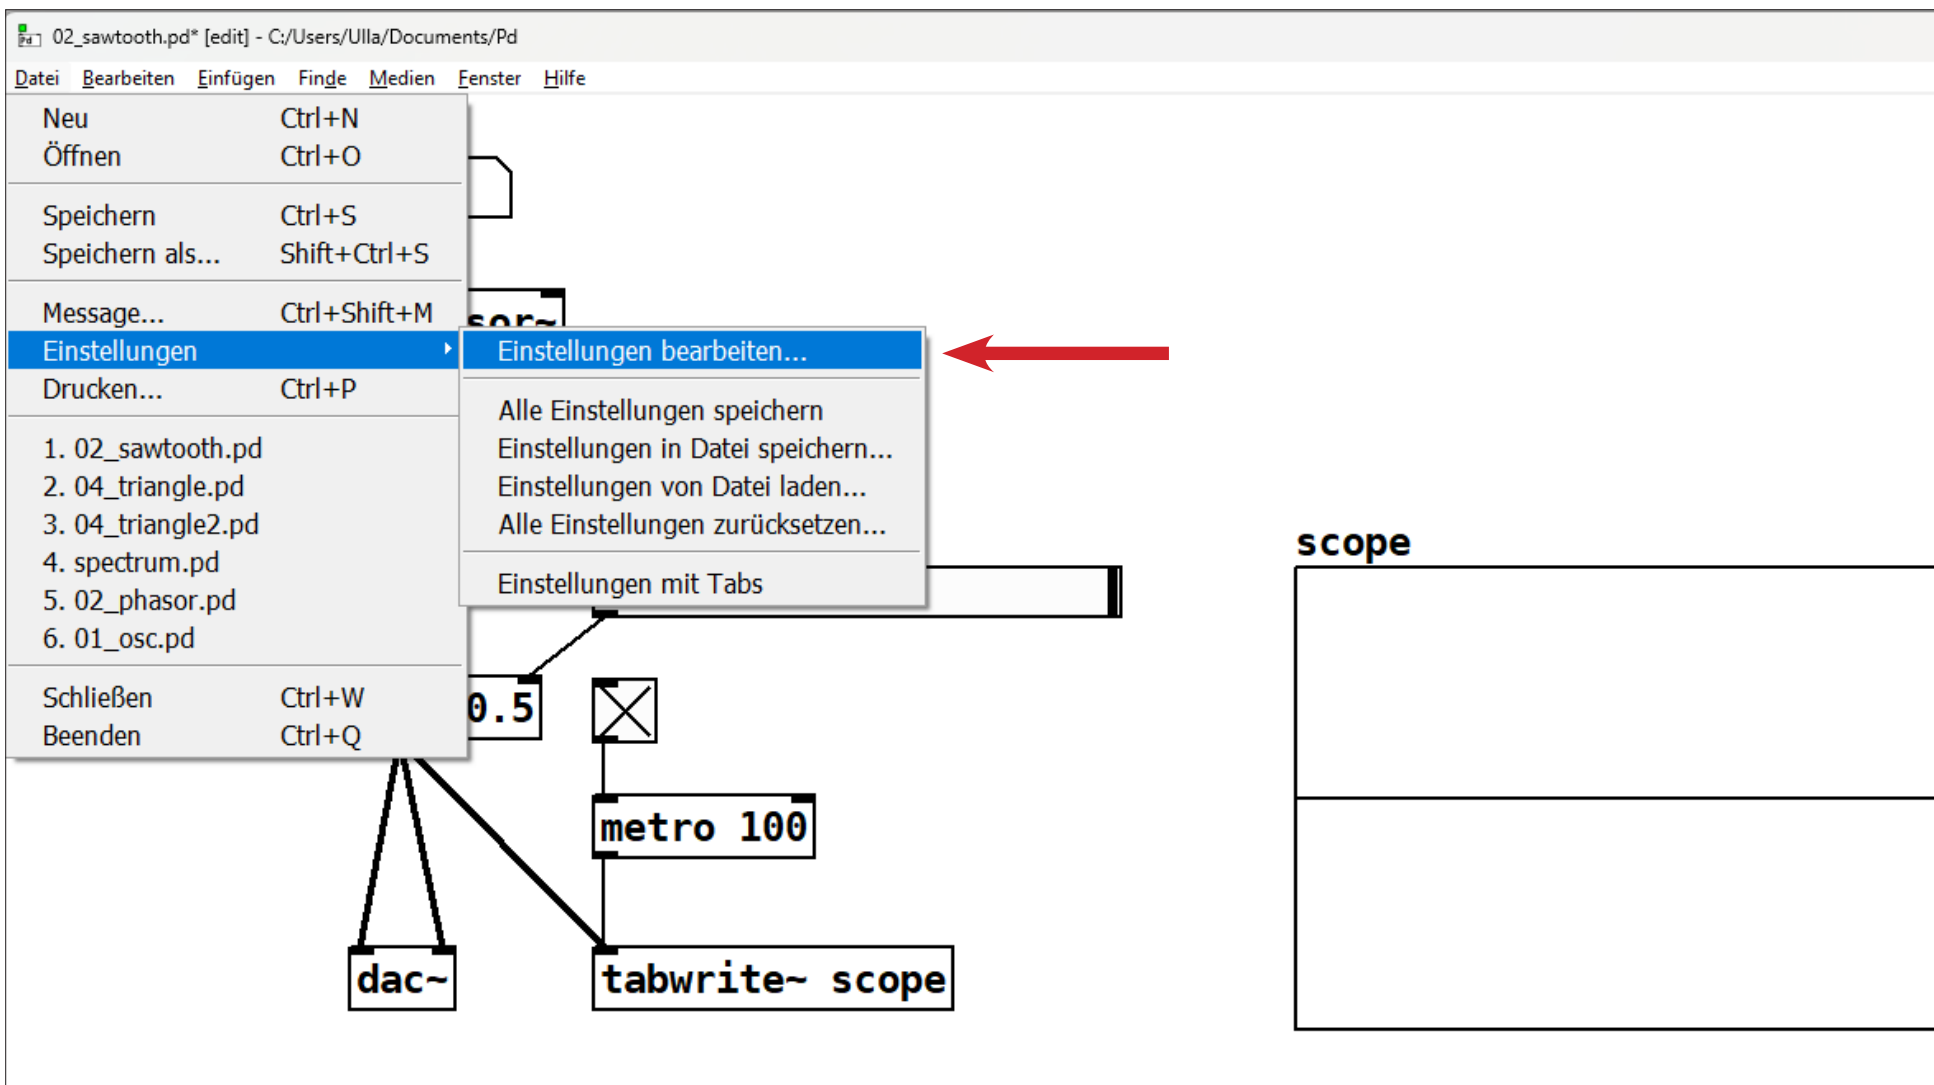 02_sawtooth.pd* [edit] - C:/Users/Ulla/Documents/Pd
Datei Bearbeiten Einfügen Finde Medien Fenster Hilfe
Neu Ctrl+N
Öffnen Ctrl+O
Speichern Ctrl+S
Speichern als... Shift+Ctrl+S
Message... Ctrl+Shift+M
Einstellungen
Drucken... Ctrl+P
1. 02_sawtooth.pd
2. 04_triangle.pd
3. 04_triangle2.pd
4. spectrum.pd
5. 02_phasor.pd
6. 01_osc.pd
Schließen Ctrl+W
Beenden Ctrl+Q
Einstellungen bearbeiten...
Alle Einstellungen speichern
Einstellungen in Datei speichern...
Einstellungen von Datei laden...
Alle Einstellungen zurücksetzen...
Einstellungen mit Tabs
sor~
0.5
metro 100
dac~
tabwrite~ scope
scope